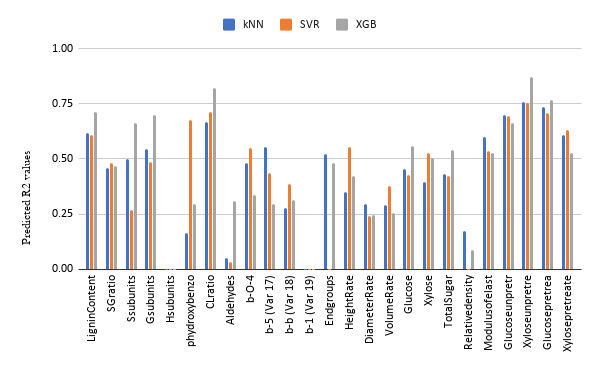 kNN SVR XGB
1.00
0.75
0.50
0.25
0.00
Predicted R2 values
LigninContent
SGratio
Ssubunits
Gsubunits
Hsubunits
phydroxybenzo
CLratio
Aldehydes
b-O-4
b-5 (Var 17)
b-b (Var 18)
b-1 (Var 19)
Endgroups
HeightRate
DiameterRate
VolumeRate
Glucose
Xylose
TotalSugar
Relativedensity
Modulusofelast
Glucoseunpretr
Xyloseunpretre
Glucosepretrea
Xylosepretreate